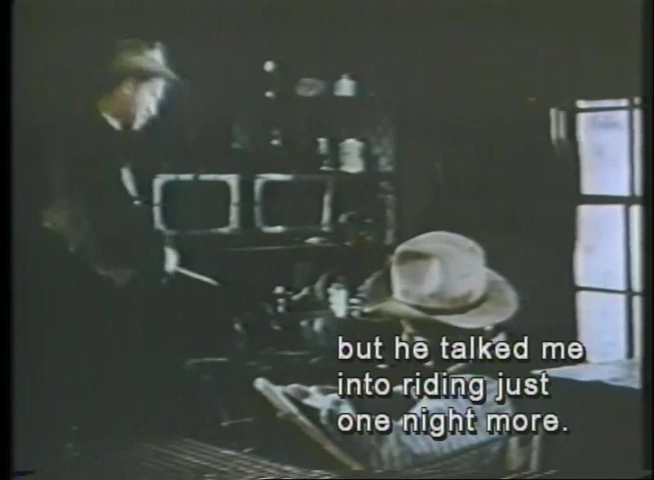 but he talked me
into riding just
one night more.